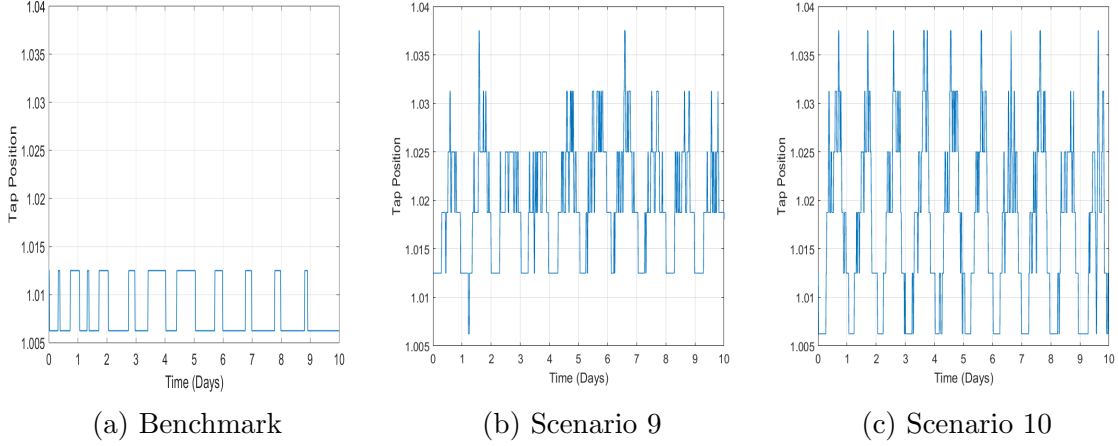 1.04
1.035
1.03
1.025
1.02
1.015
1.01
1.005
Tap Position
0 1 2 3 4 5 6 7 8 9 10
Time (Days)
(a) Benchmark
1.04
1.035
1.03
1.025
1.02
1.015
1.01
1.005
Tap Position
0 1 2 3 4 5 6 7 8 9 10
Time (Days)
(b) Scenario 9
1.04
1.035
1.03
1.025
1.02
1.015
1.01
1.005
Tap Position
0 1 2 3 4 5 6 7 8 9 10
Time (Days)
(c) Scenario 10